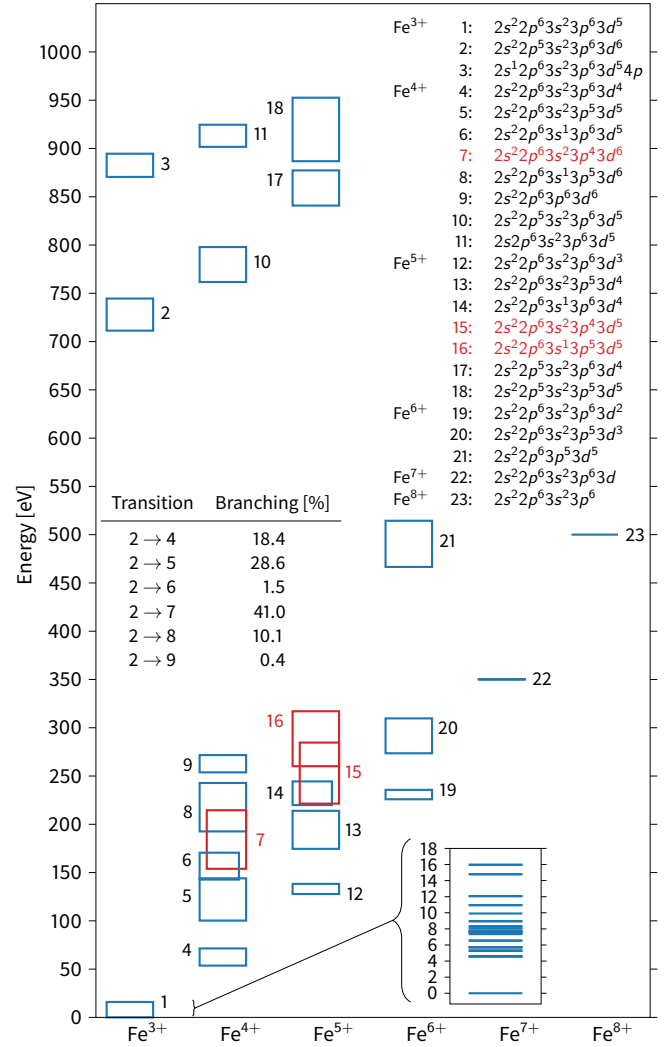 Energy [eV]
1000
950
900
850
800
750
700
650
600
550
500
450
400
350
300
250
200
150
100
50
0
Fe³⁺ 1: 2s²2p⁶3s²3p⁶3d⁵
2: 2s²2p⁵3s²3p⁶3d⁶
3: 2s¹2p⁶3s²3p⁶3d⁵4p
Fe⁴⁺ 4: 2s²2p⁶3s²3p⁶3d⁴
5: 2s²2p⁶3s²3p⁵3d⁵
6: 2s²2p⁶3s¹3p⁶3d⁵
7: 2s²2p⁶3s²3p⁴3d⁶
8: 2s²2p⁶3s¹3p⁵3d⁶
9: 2s²2p⁶3p⁶3d⁶
10: 2s²2p⁵3s²3p⁶3d⁵
11: 2s2p⁶3s²3p⁶3d⁵
Fe⁵⁺ 12: 2s²2p⁶3s²3p⁶3d³
13: 2s²2p⁶3s²3p⁵3d⁴
14: 2s²2p⁶3s¹3p⁶3d⁴
15: 2s²2p⁶3s²3p⁴3d⁵
16: 2s²2p⁶3s¹3p⁵3d⁵
17: 2s²2p⁵3s²3p⁶3d⁴
18: 2s²2p⁵3s²3p⁵3d⁵
Fe⁶⁺ 19: 2s²2p⁶3s²3p⁶3d²
20: 2s²2p⁶3s²3p⁵3d³
21: 2s²2p⁶3p⁵3d⁵
Fe⁷⁺ 22: 2s²2p⁶3s²3p⁶3d
Fe⁸⁺ 23: 2s²2p⁶3s²3p⁶
18
11
3
17
10
2
Transition Branching [%]
2 → 4 18.4
2 → 5 28.6
2 → 6 1.5
2 → 7 41.0
2 → 8 10.1
2 → 9 0.4
21
23
22
16
20
9
15
14
19
8
7
13
6
5
12
4
1
18
16
14
12
10
8
6
4
2
0
Fe³⁺ Fe⁴⁺ Fe⁵⁺ Fe⁶⁺ Fe⁷⁺ Fe⁸⁺